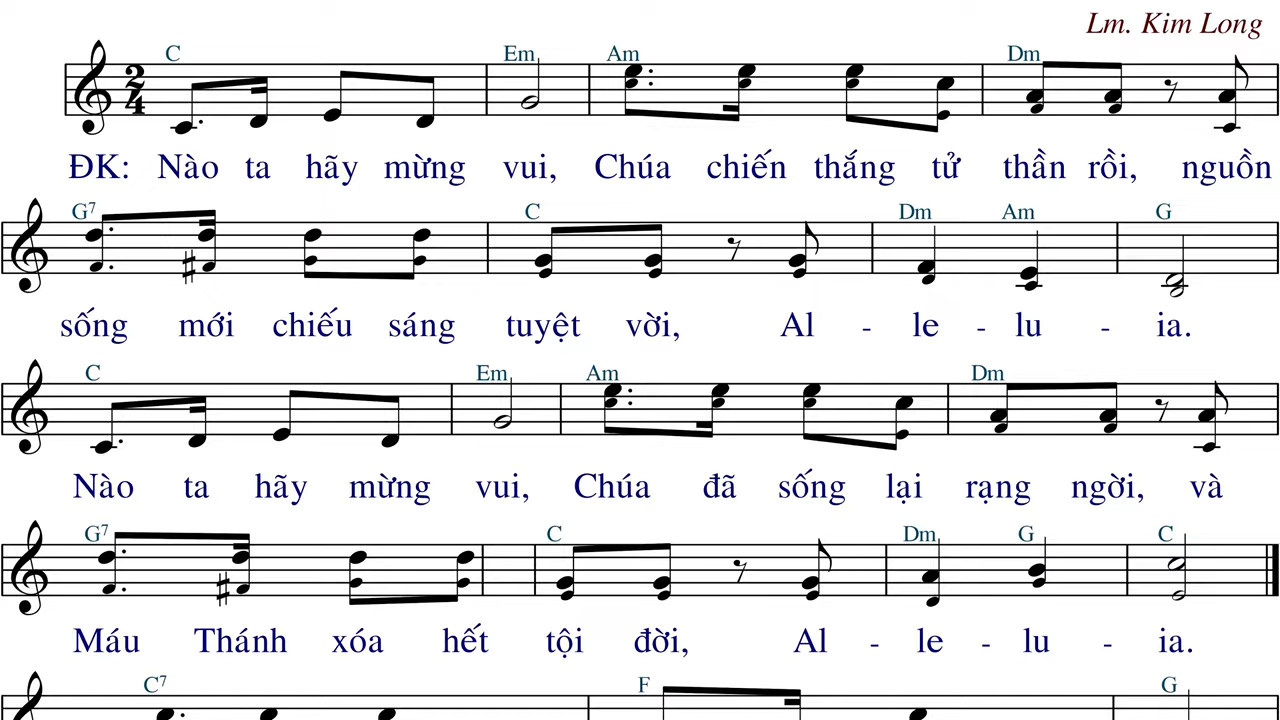 Lm. Kim Long
C Em Am Dm
2
4
ĐK: Nào ta hãy mừng vui, Chúa chiến thắng tử thần rồi, nguồn
G7 C Dm Am G
sống mới chiếu sáng tuyệt vời, Al - le - lu - ia.
C Em Am Dm
Nào ta hãy mừng vui, Chúa đã sống lại rạng ngời, và
G7 C Dm G C
Máu Thánh xóa hết tội đời, Al - le - lu - ia.
C7 F G